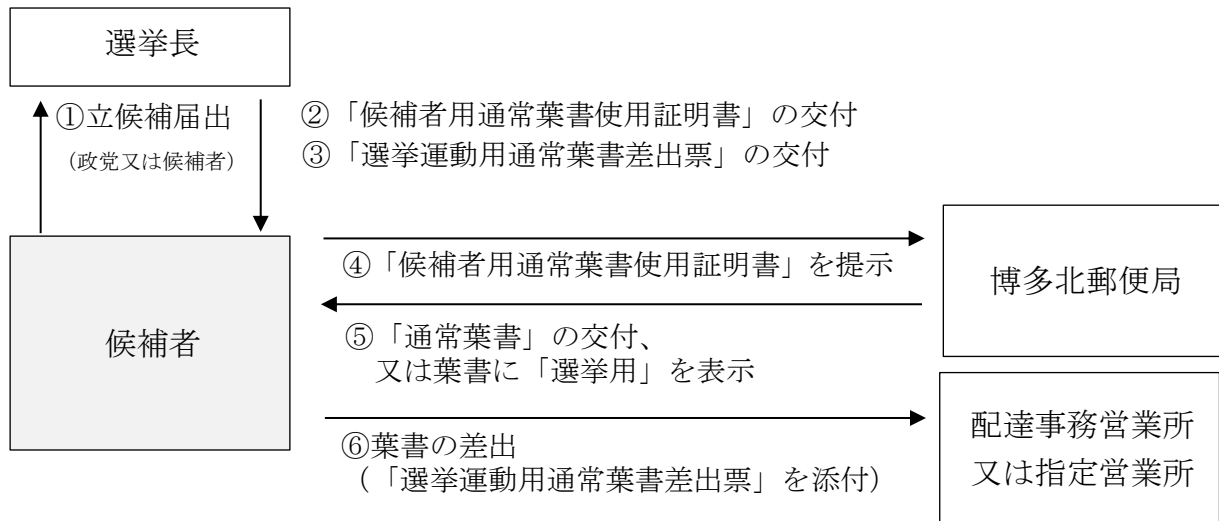 選挙長
①立候補届出
(政党又は候補者)
②「候補者用通常葉書使用証明書」の交付
③「選挙運動用通常葉書差出票」の交付
候補者
④「候補者用通常葉書使用証明書」を提示
博多北郵便局
⑤「通常葉書」の交付、
又は葉書に「選挙用」を表示
⑥葉書の差出
(「選挙運動用通常葉書差出票」を添付)
配達事務営業所
又は指定営業所